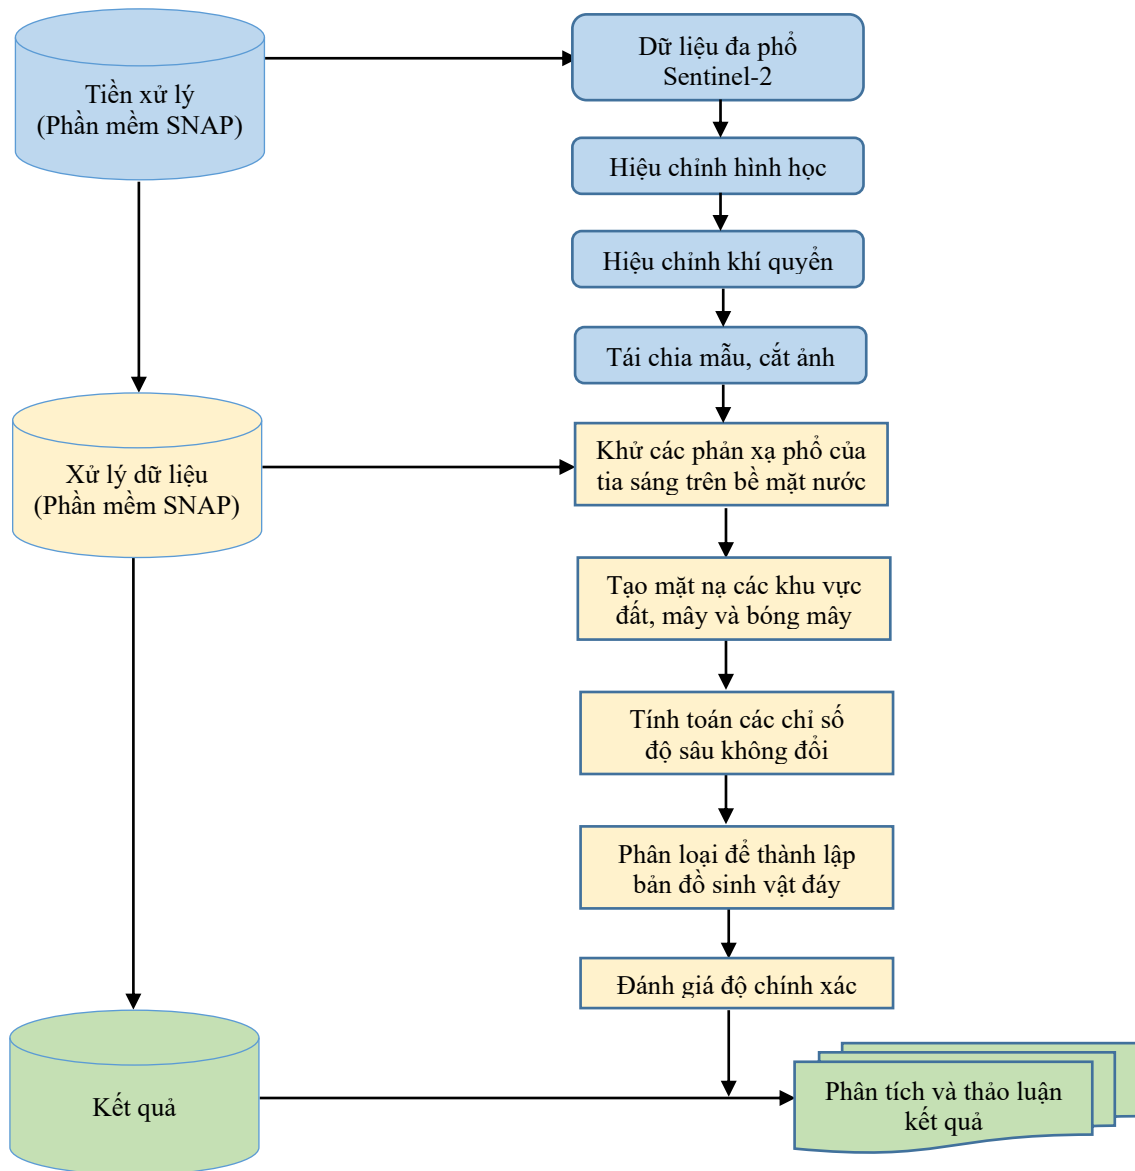 Tiền xử lý
(Phần mềm SNAP)
Dữ liệu đa phổ
Sentinel-2
Hiệu chỉnh hình học
Hiệu chỉnh khí quyển
Tái chia mẫu, cắt ảnh
Xử lý dữ liệu
(Phần mềm SNAP)
Khử các phản xạ phổ của
tia sáng trên bề mặt nước
Tạo mặt nạ các khu vực
đất, mây và bóng mây
Tính toán các chỉ số
độ sâu không đổi
Phân loại để thành lập
bản đồ sinh vật đáy
Đánh giá độ chính xác
Kết quả
Phân tích và thảo luận
kết quả